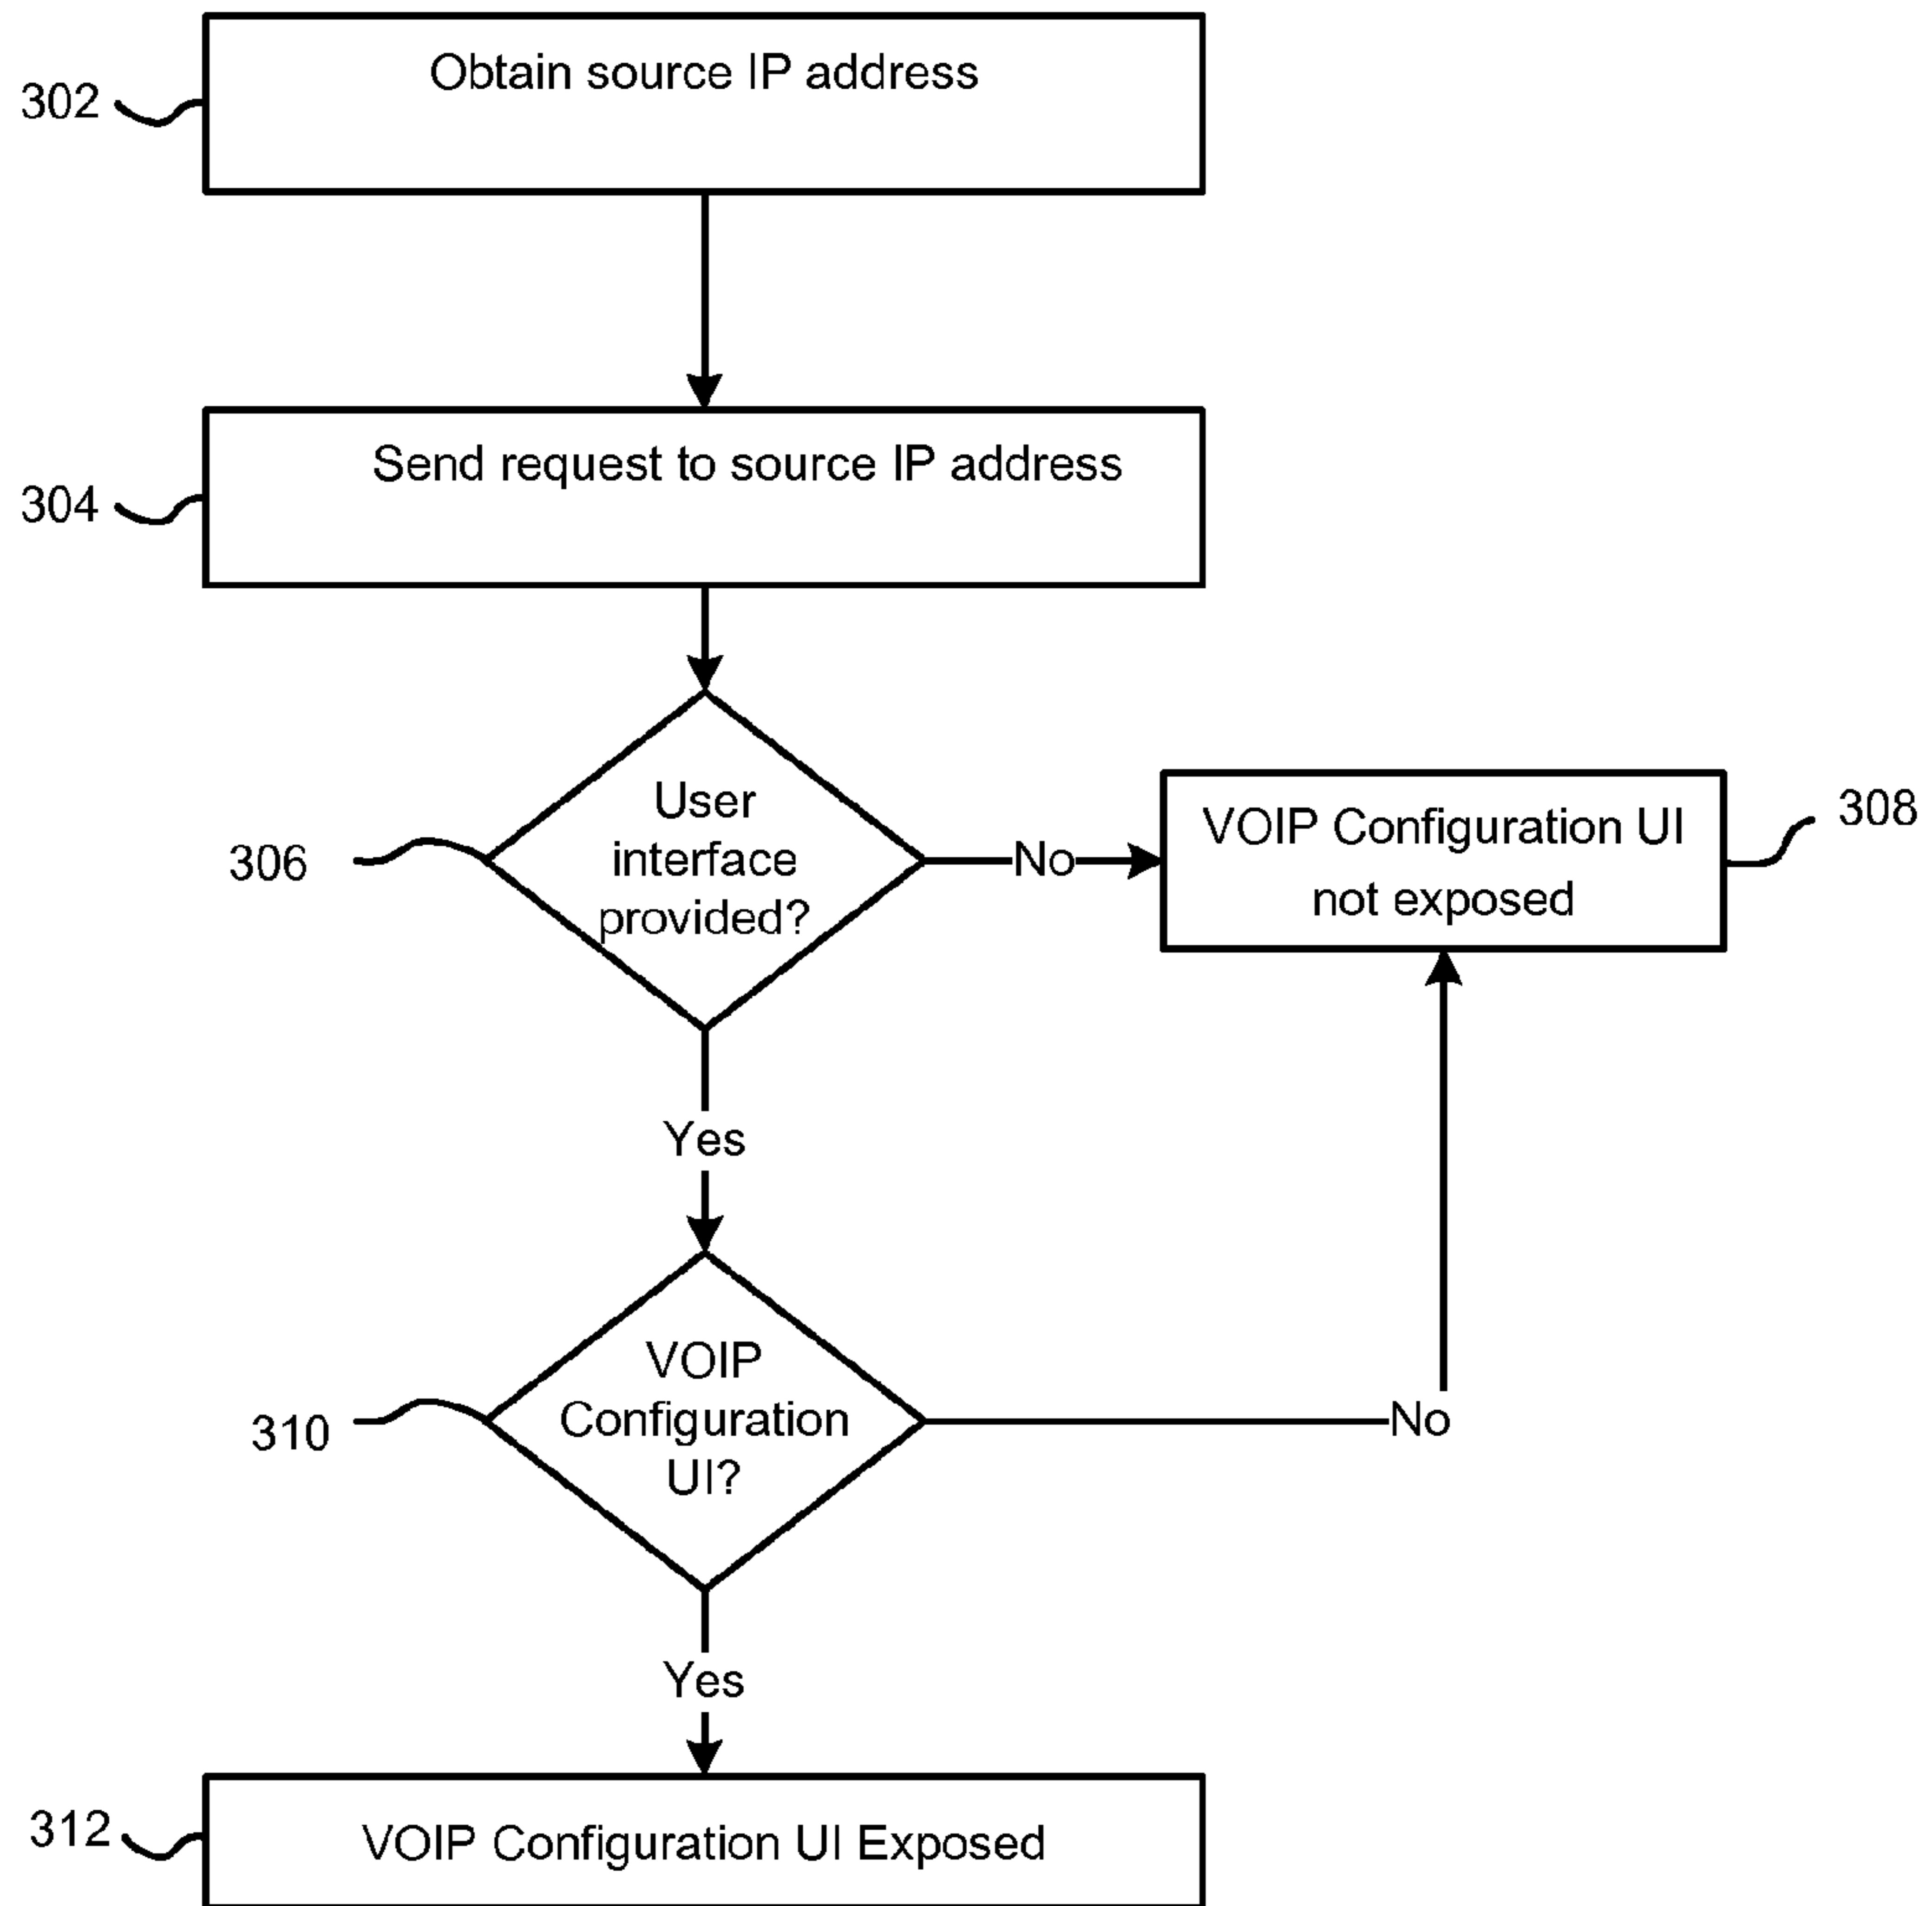 Obtain source IP address
302
Send request to source IP address
304
User
interface
provided?
306
No
VOIP Configuration UI
not exposed
308
Yes
VOIP
Configuration
UI?
310
No
Yes
312
VOIP Configuration UI Exposed